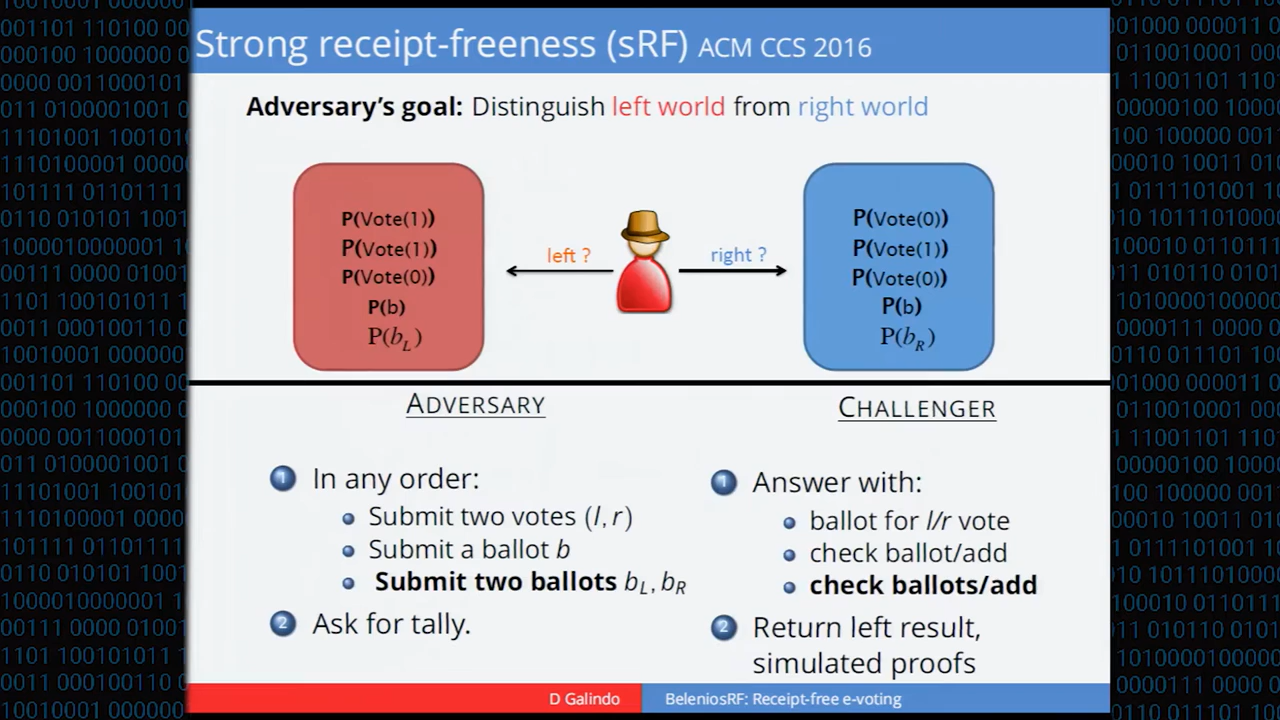 Strong receipt-freeness (sRF) ACM CCS 2016
Adversary's goal: Distinguish left world from right world
P(Vote(1))
P(Vote(1))
P(Vote(0))
P(b)
P(b_L)
left ?
right ?
P(Vote(0))
P(Vote(1))
P(Vote(0))
P(b)
P(b_R)
ADVERSARY
1 In any order:
Submit two votes (l, r)
Submit a ballot b
Submit two ballots b_L, b_R
2 Ask for tally.
CHALLENGER
1 Answer with:
ballot for l/r vote
check ballot/add
check ballots/add
2 Return left result,
simulated proofs
D Galindo
BeleniosRF: Receipt-free e-voting